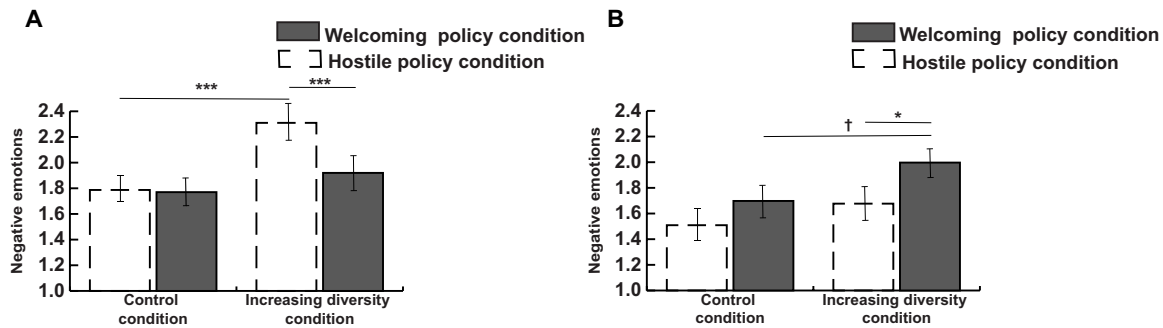 A
Welcoming policy condition
Hostile policy condition
***
***
2.4
2.2
2.0
1.8
1.6
1.4
1.2
1.0
Negative emotions
Control
condition
Increasing diversity
condition
B
Welcoming policy condition
Hostile policy condition
†
*
2.4
2.2
2.0
1.8
1.6
1.4
1.2
1.0
Negative emotions
Control
condition
Increasing diversity
condition